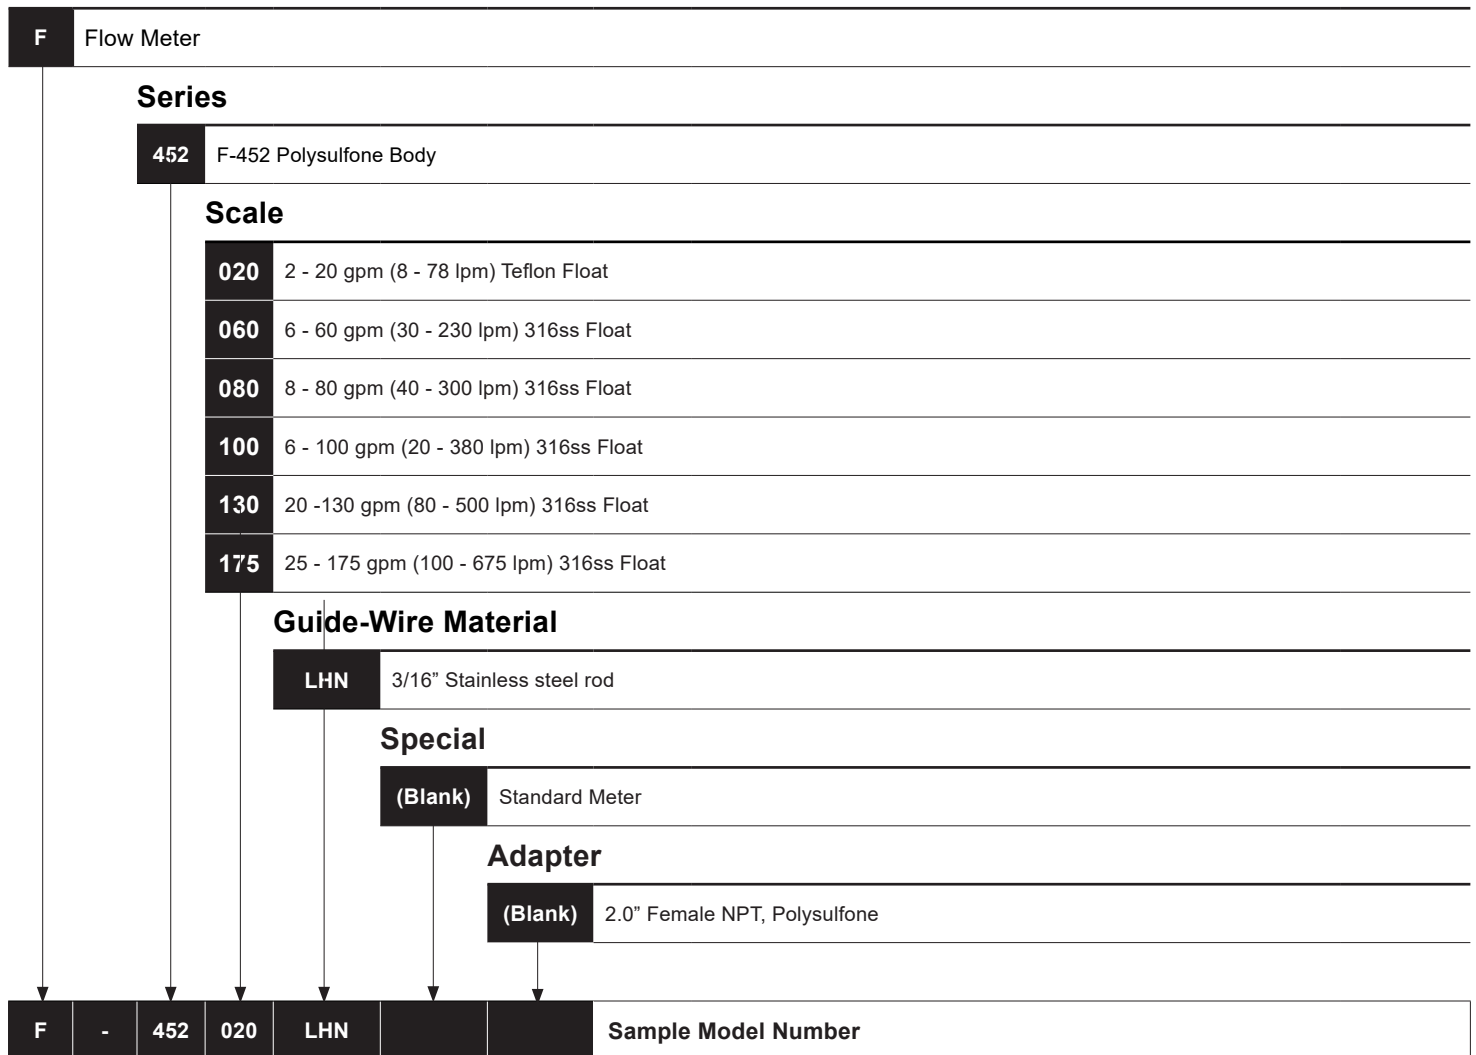 F Flow Meter
Series
452 F-452 Polysulfone Body
Scale
020 2 - 20 gpm (8 - 78 lpm) Teflon Float
060 6 - 60 gpm (30 - 230 lpm) 316ss Float
080 8 - 80 gpm (40 - 300 lpm) 316ss Float
100 6 - 100 gpm (20 - 380 lpm) 316ss Float
130 20 -130 gpm (80 - 500 lpm) 316ss Float
175 25 - 175 gpm (100 - 675 lpm) 316ss Float
Guide-Wire Material
LHN 3/16” Stainless steel rod
Special
(Blank) Standard Meter
Adapter
(Blank) 2.0” Female NPT, Polysulfone
F - 452 020 LHN Sample Model Number